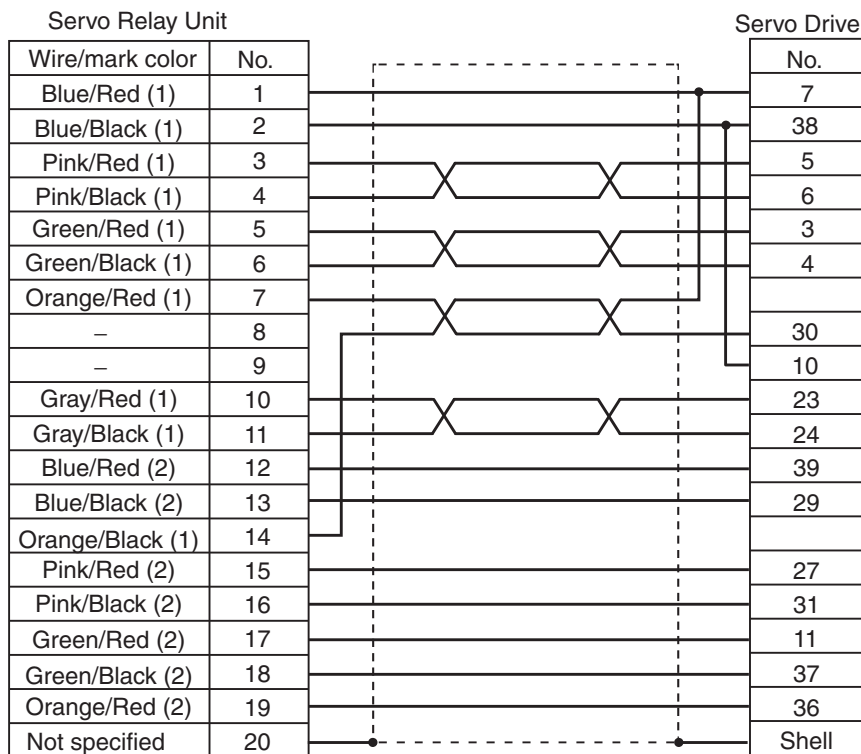 Servo Relay Unit Servo Drive
Wire/mark color No. No.
Blue/Red (1) 1 7
Blue/Black (1) 2 38
Pink/Red (1) 3 5
Pink/Black (1) 4 6
Green/Red (1) 5 3
Green/Black (1) 6 4
Orange/Red (1) 7
– 8 30
– 9 10
Gray/Red (1) 10 23
Gray/Black (1) 11 24
Blue/Red (2) 12 39
Blue/Black (2) 13 29
Orange/Black (1) 14
Pink/Red (2) 15 27
Pink/Black (2) 16 31
Green/Red (2) 17 11
Green/Black (2) 18 37
Orange/Red (2) 19 36
Not specified 20 Shell